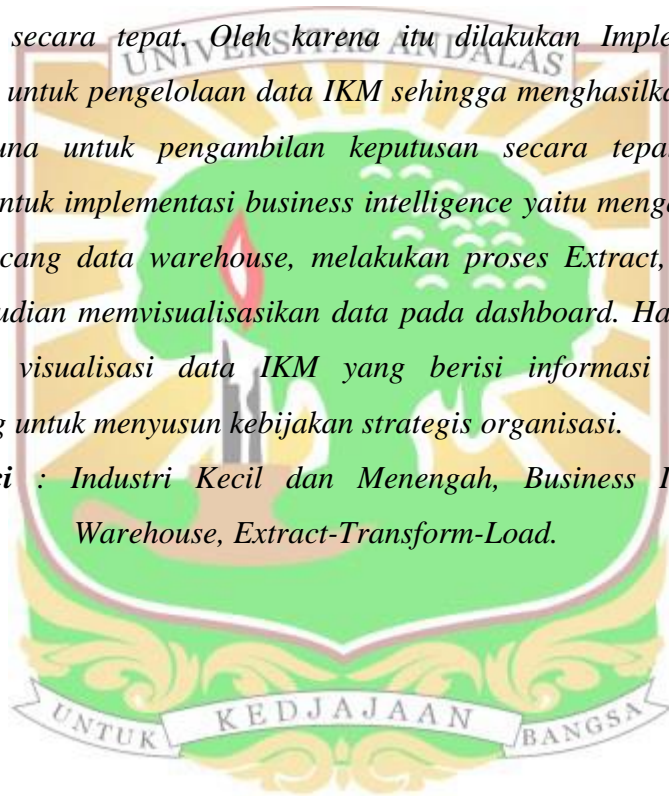 secara tepat. Oleh karena itu dilakukan Imple
UNIVERSITAS ANDALAS
untuk pengelolaan data IKM sehingga menghasilka
una untuk pengambilan keputusan secara tepa
ntuk implementasi business intelligence yaitu meng
cang data warehouse, melakukan proses Extract,
udian memvisualisasikan data pada dashboard. Ha
visualisasi data IKM yang berisi informasi
g untuk menyusun kebijakan strategis organisasi.
ci : Industri Kecil dan Menengah, Business I
Warehouse, Extract-Transform-Load.
UNTUK KEDJAJAAN BANGSA